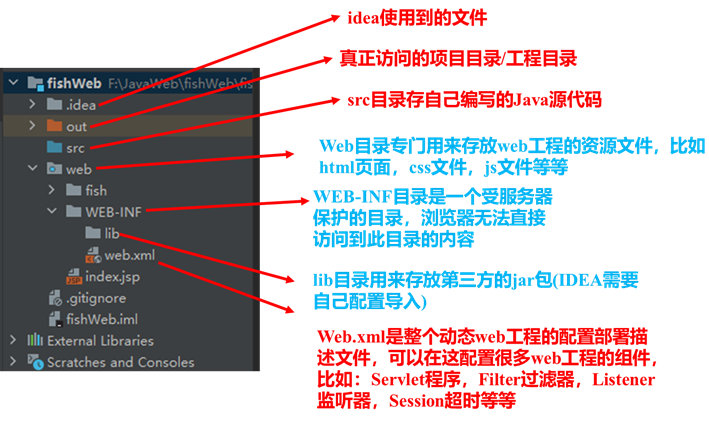 idea使用到的文件
真正访问的项目目录/工程目录
src目录存自己编写的Java源代码
Web目录专门用来存放web工程的资源文件，比如
html页面，css文件，js文件等等
WEB-INF目录是一个受服务器
保护的目录，浏览器无法直接
访问到此目录的内容
lib目录用来存放第三方的jar包(IDEA需要
自己配置导入)
Web.xml是整个动态web工程的配置部署描
述文件，可以在这配置很多web工程的组件，
比如：Servlet程序，Filter过滤器，Listener
监听器，Session超时等等
fishWeb F:\JavaWeb\fishWeb\fis
.idea
out
src
web
fish
WEB-INF
lib
web.xml
index.jsp
.gitignore
fishWeb.iml
External Libraries
Scratches and Consoles